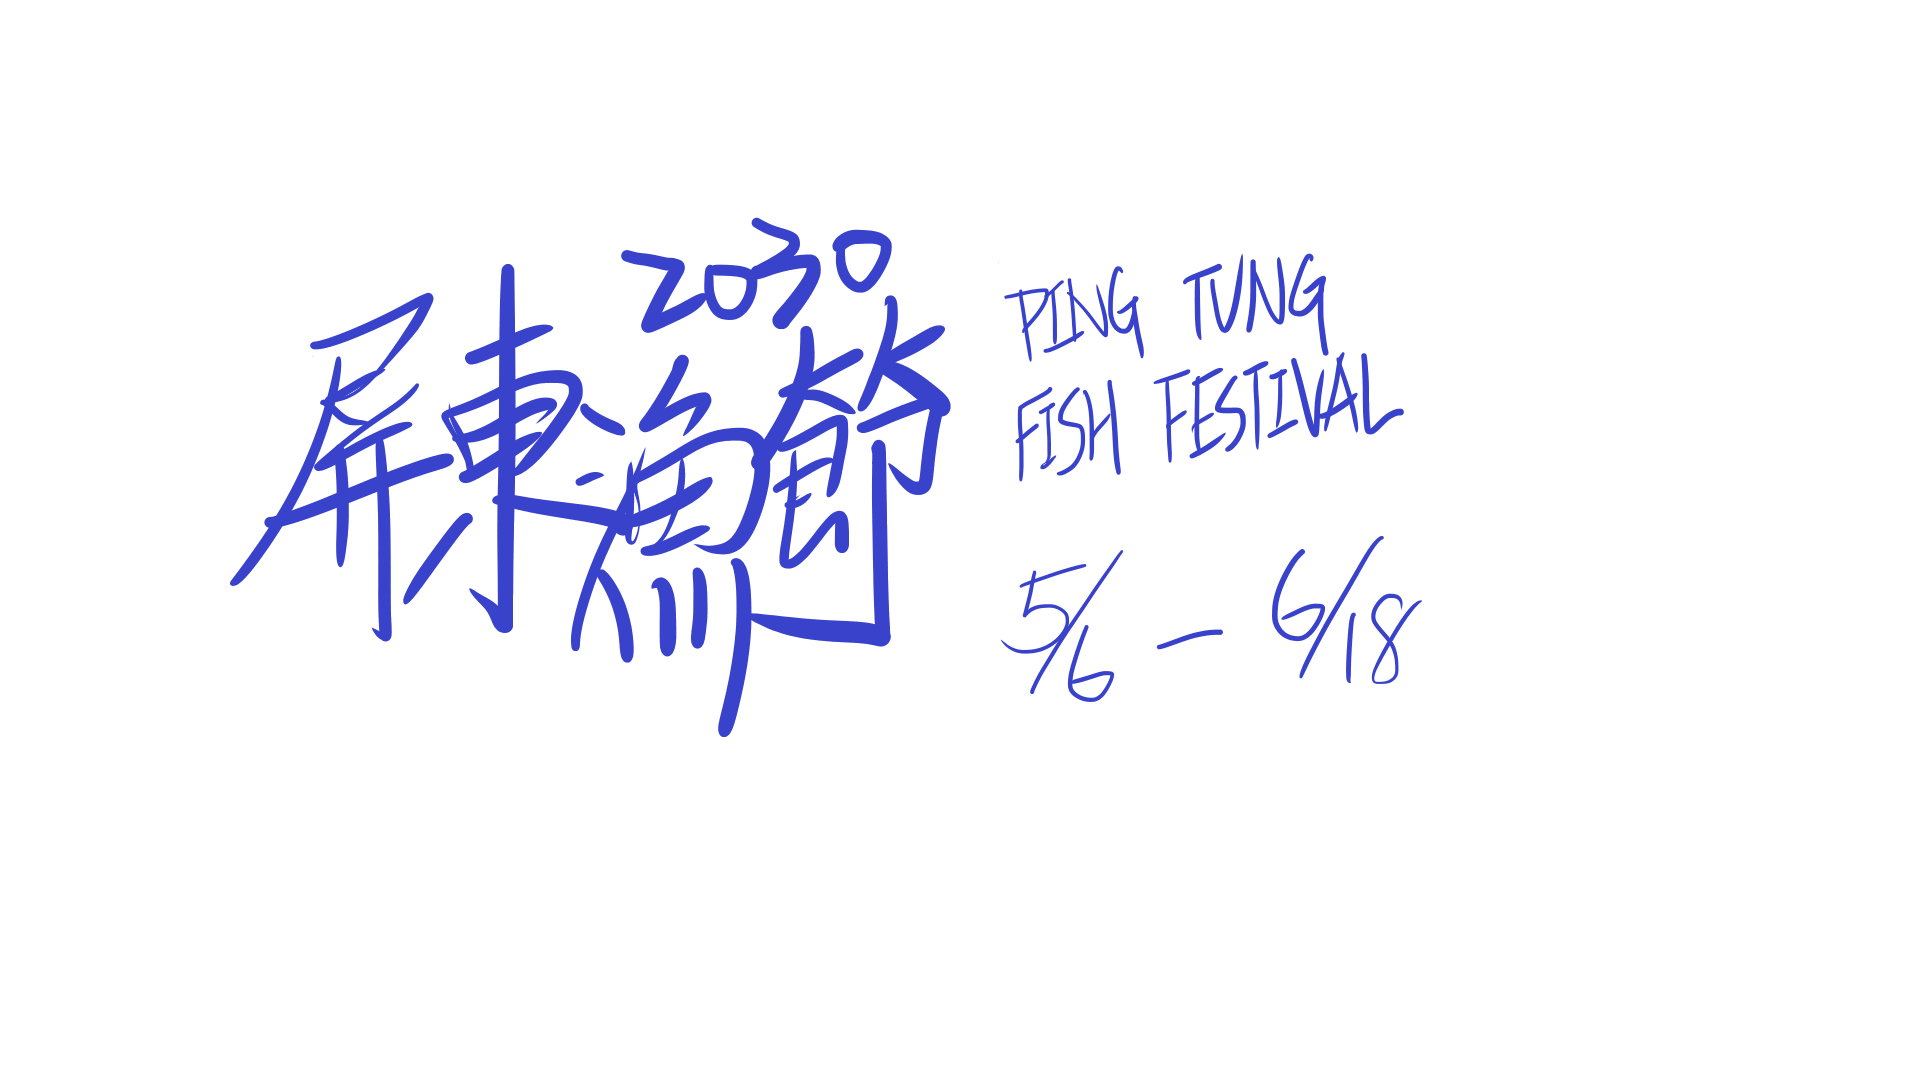 2030
屏東漁節
PING TUNG
FISH FESTIVAL
5/6 — 6/18